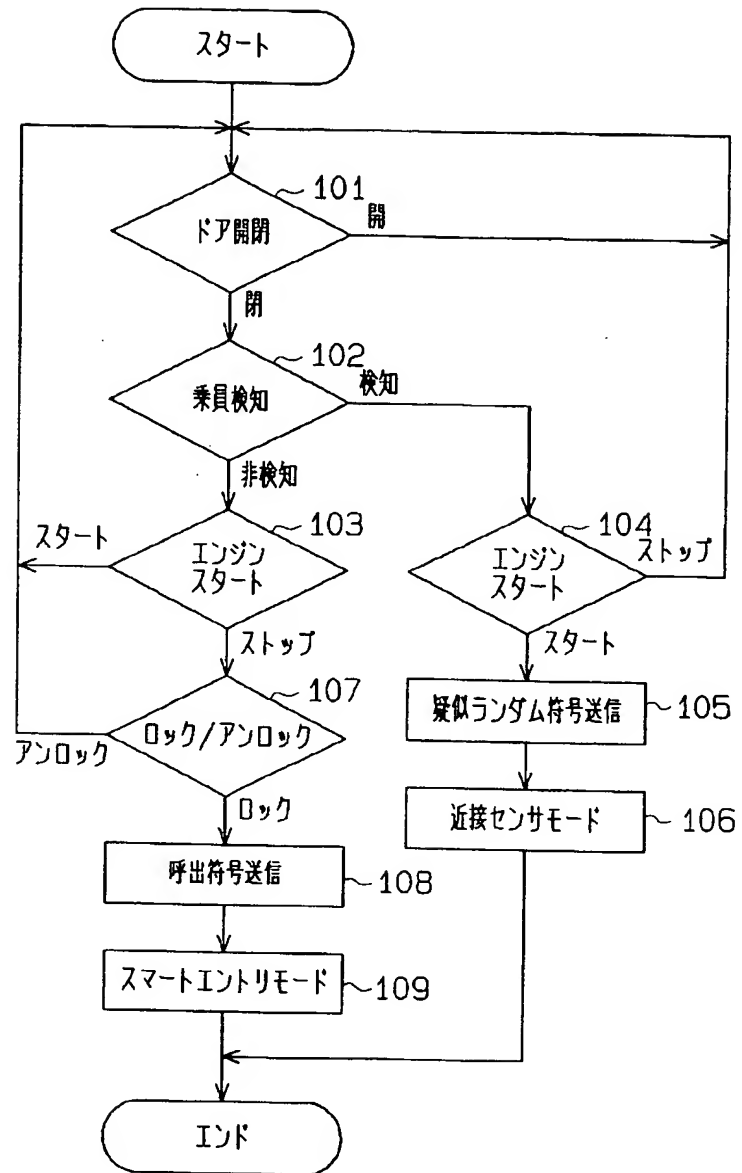 スタート
101
ドア開閉
開
閉
102
乗員検知
検知
非検知
103
スタート
エンジン
スタート
104
ストップ
エンジン
スタート
ストップ
スタート
107
ロック/アンロック
アンロック
ロック
疑似ランダム符号送信
105
近接センサモード
106
呼出符号送信
108
スマートエントリモード
109
エンド